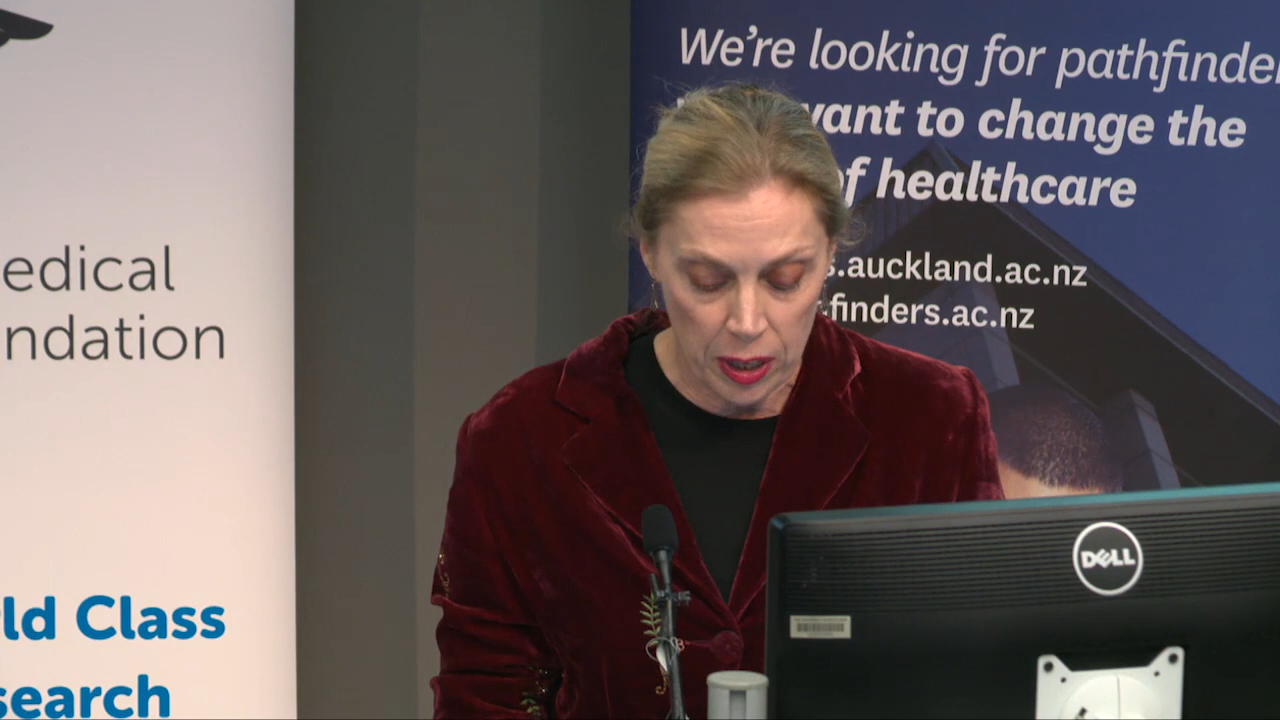 edical
ndation
ld Class
search
We're looking for pathfinder
want to change the
of healthcare
s.auckland.ac.nz
finders.ac.nz
DELL